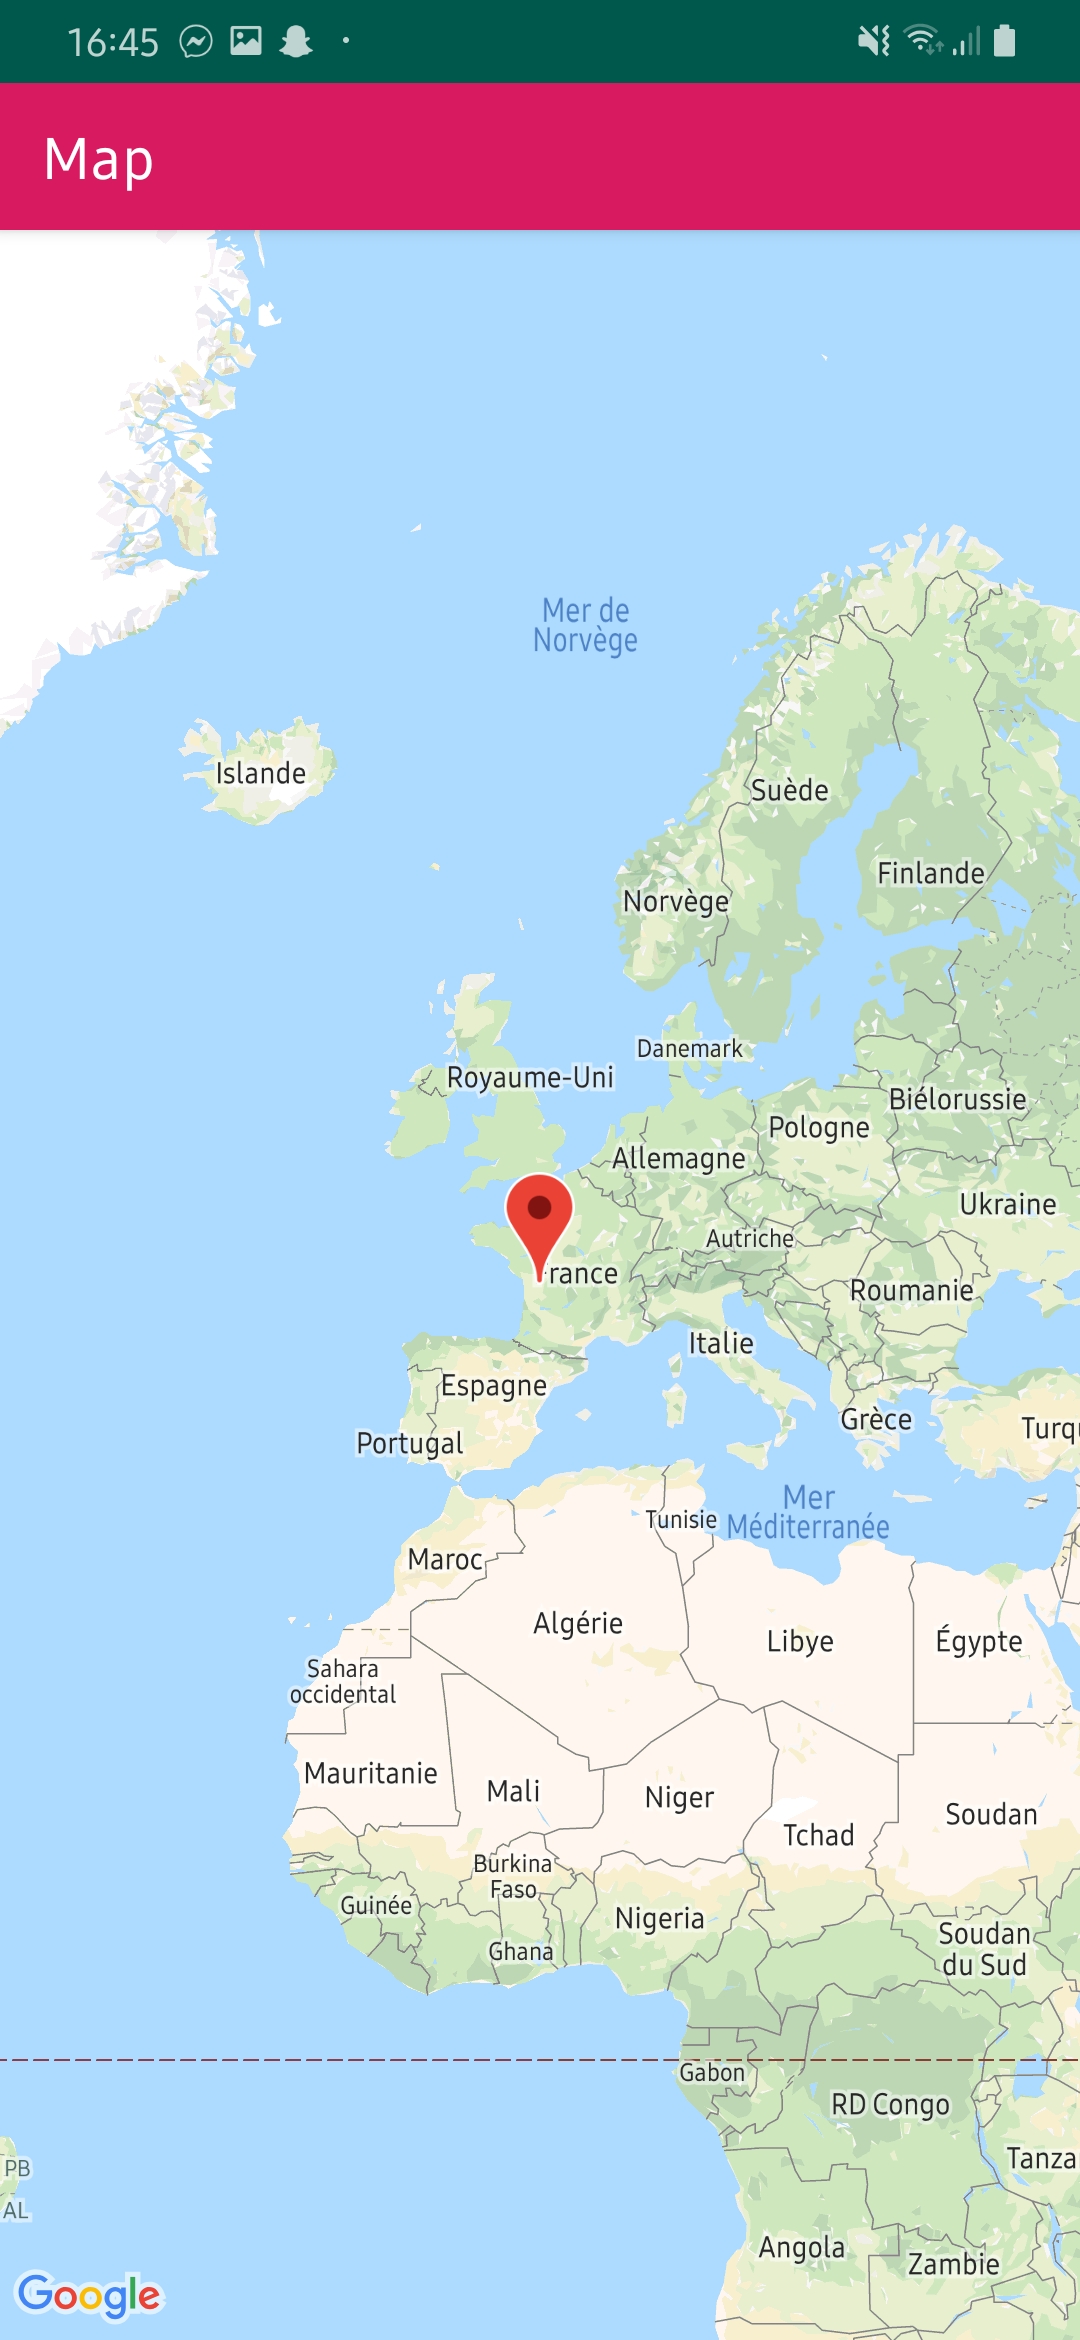 16:45
Map
Mer de
Norvège
Islande
Suède
Finlande
Norvège
Danemark
Royaume-Uni
Biélorussie
Pologne
Allemagne
Ukraine
Autriche
rance
Roumanie
Italie
Espagne
Grèce
Turq
Portugal
Mer
Méditerranée
Tunisie
Maroc
Algérie
Libye
Égypte
Sahara
occidental
Mauritanie
Mali
Niger
Soudan
Tchad
Burkina
Faso
Guinée
Nigeria
Soudan
du Sud
Ghana
Gabon
RD Congo
Tanza
PB
AL
Angola
Zambie
Google